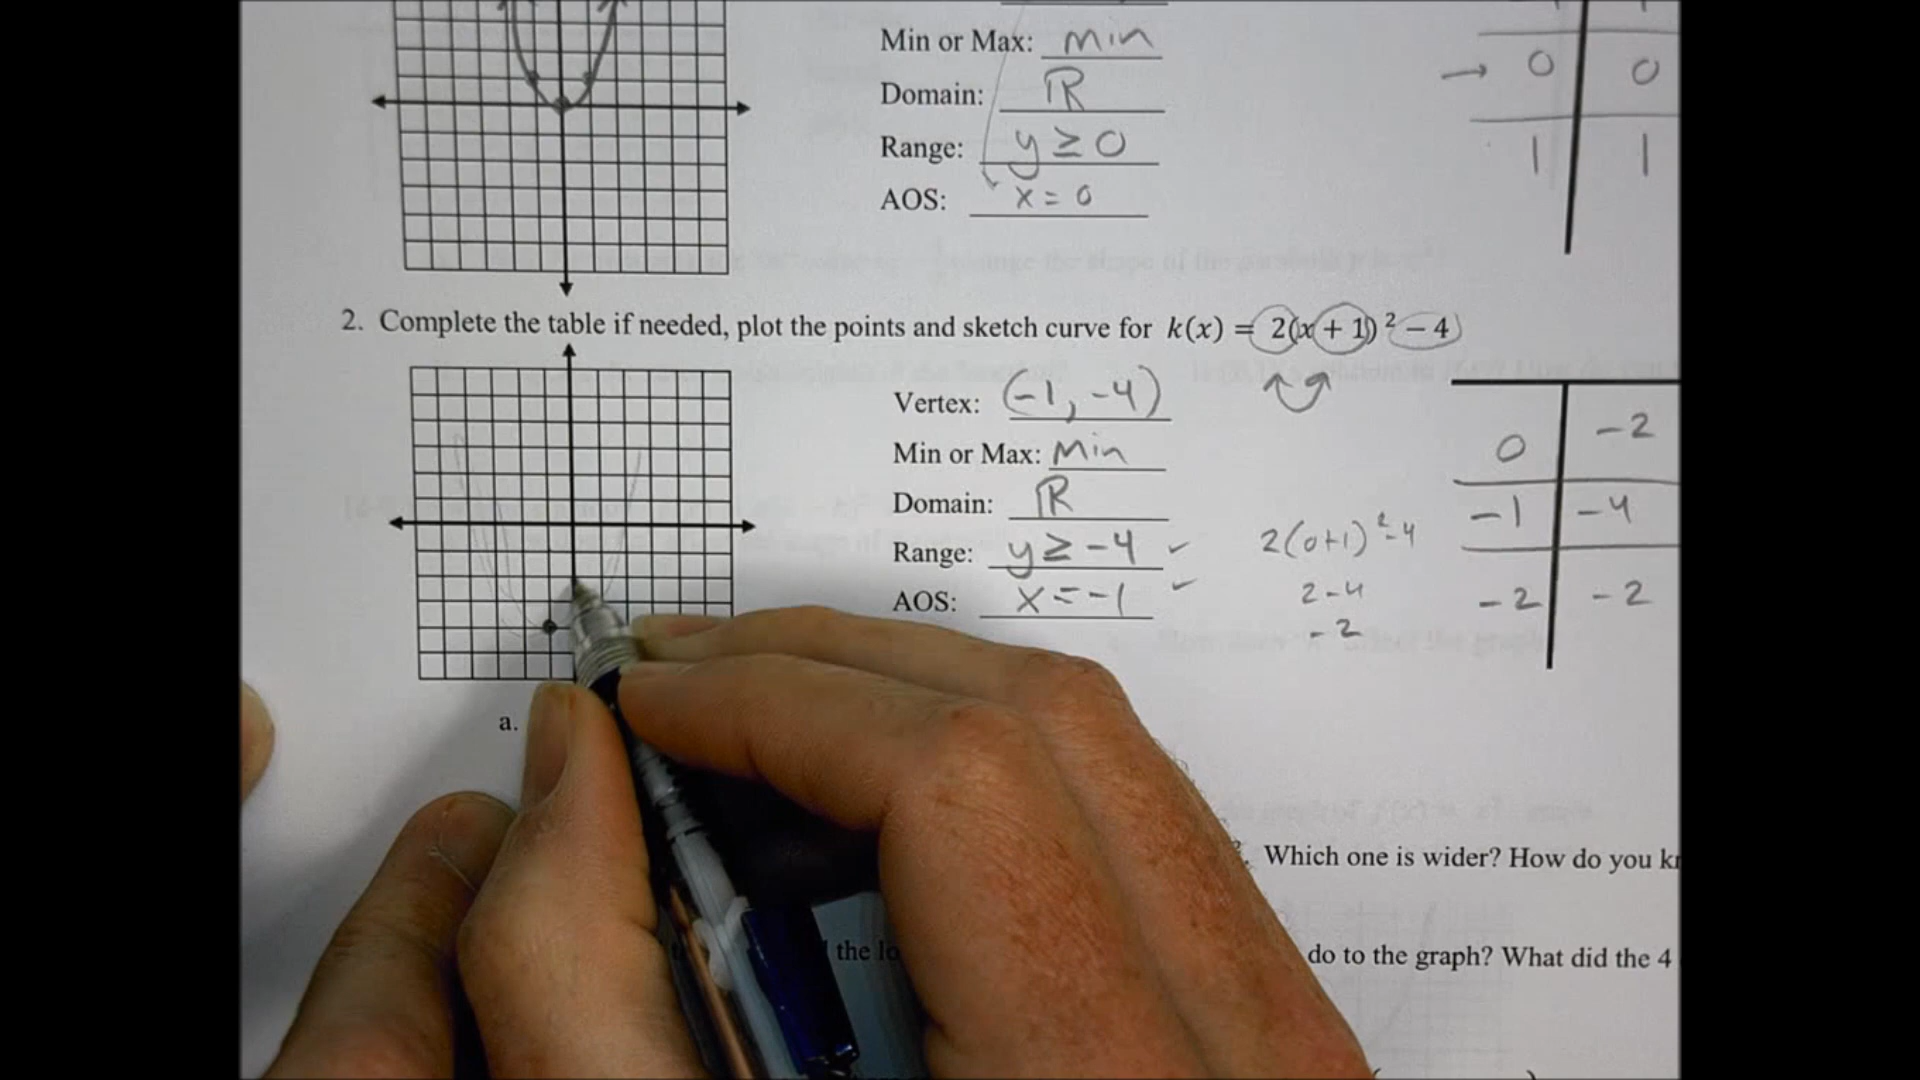 Min or Max: Min
Domain: ℝ
Range: y ≥ 0
AOS: x = 0
→ 0 0
1 1
2. Complete the table if needed, plot the points and sketch curve for k(x) = 2(x + 1)² – 4
Vertex: (-1, -4)
Min or Max: Min
Domain: ℝ
Range: y ≥ -4 ✓
AOS: x = -1 ✓
2(0+1)²-4
2-4
-2
0 -2
-1 -4
-2 -2
a.
Which one is wider? How do you
the
do to the graph? What did the 4